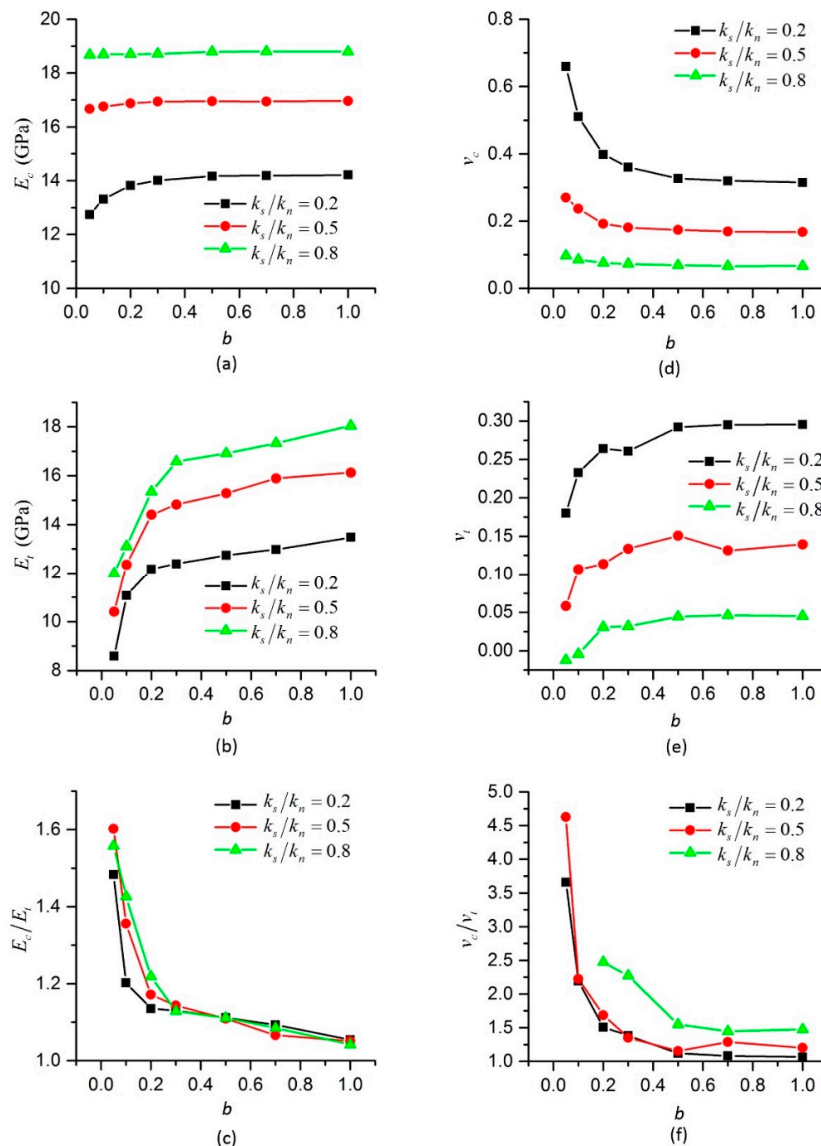 20
18
16
14
12
10
E_c (GPa)
k_s/k_n = 0.2
k_s/k_n = 0.5
k_s/k_n = 0.8
0.0 0.2 0.4 0.6 0.8 1.0
b
(a)
0.8
0.6
0.4
0.2
0.0
v_c
k_s/k_n = 0.2
k_s/k_n = 0.5
k_s/k_n = 0.8
0.0 0.2 0.4 0.6 0.8 1.0
b
(d)
18
16
14
12
10
8
E_t (GPa)
k_s/k_n = 0.2
k_s/k_n = 0.5
k_s/k_n = 0.8
0.0 0.2 0.4 0.6 0.8 1.0
b
(b)
0.30
0.25
0.20
0.15
0.10
0.05
0.00
v_t
k_s/k_n = 0.2
k_s/k_n = 0.5
k_s/k_n = 0.8
0.0 0.2 0.4 0.6 0.8 1.0
b
(e)
1.6
1.4
1.2
1.0
E_c/E_t
k_s/k_n = 0.2
k_s/k_n = 0.5
k_s/k_n = 0.8
0.0 0.2 0.4 0.6 0.8 1.0
b
(c)
5.0
4.5
4.0
3.5
3.0
2.5
2.0
1.5
1.0
v_c/v_t
k_s/k_n = 0.2
k_s/k_n = 0.5
k_s/k_n = 0.8
0.0 0.2 0.4 0.6 0.8 1.0
b
(f)